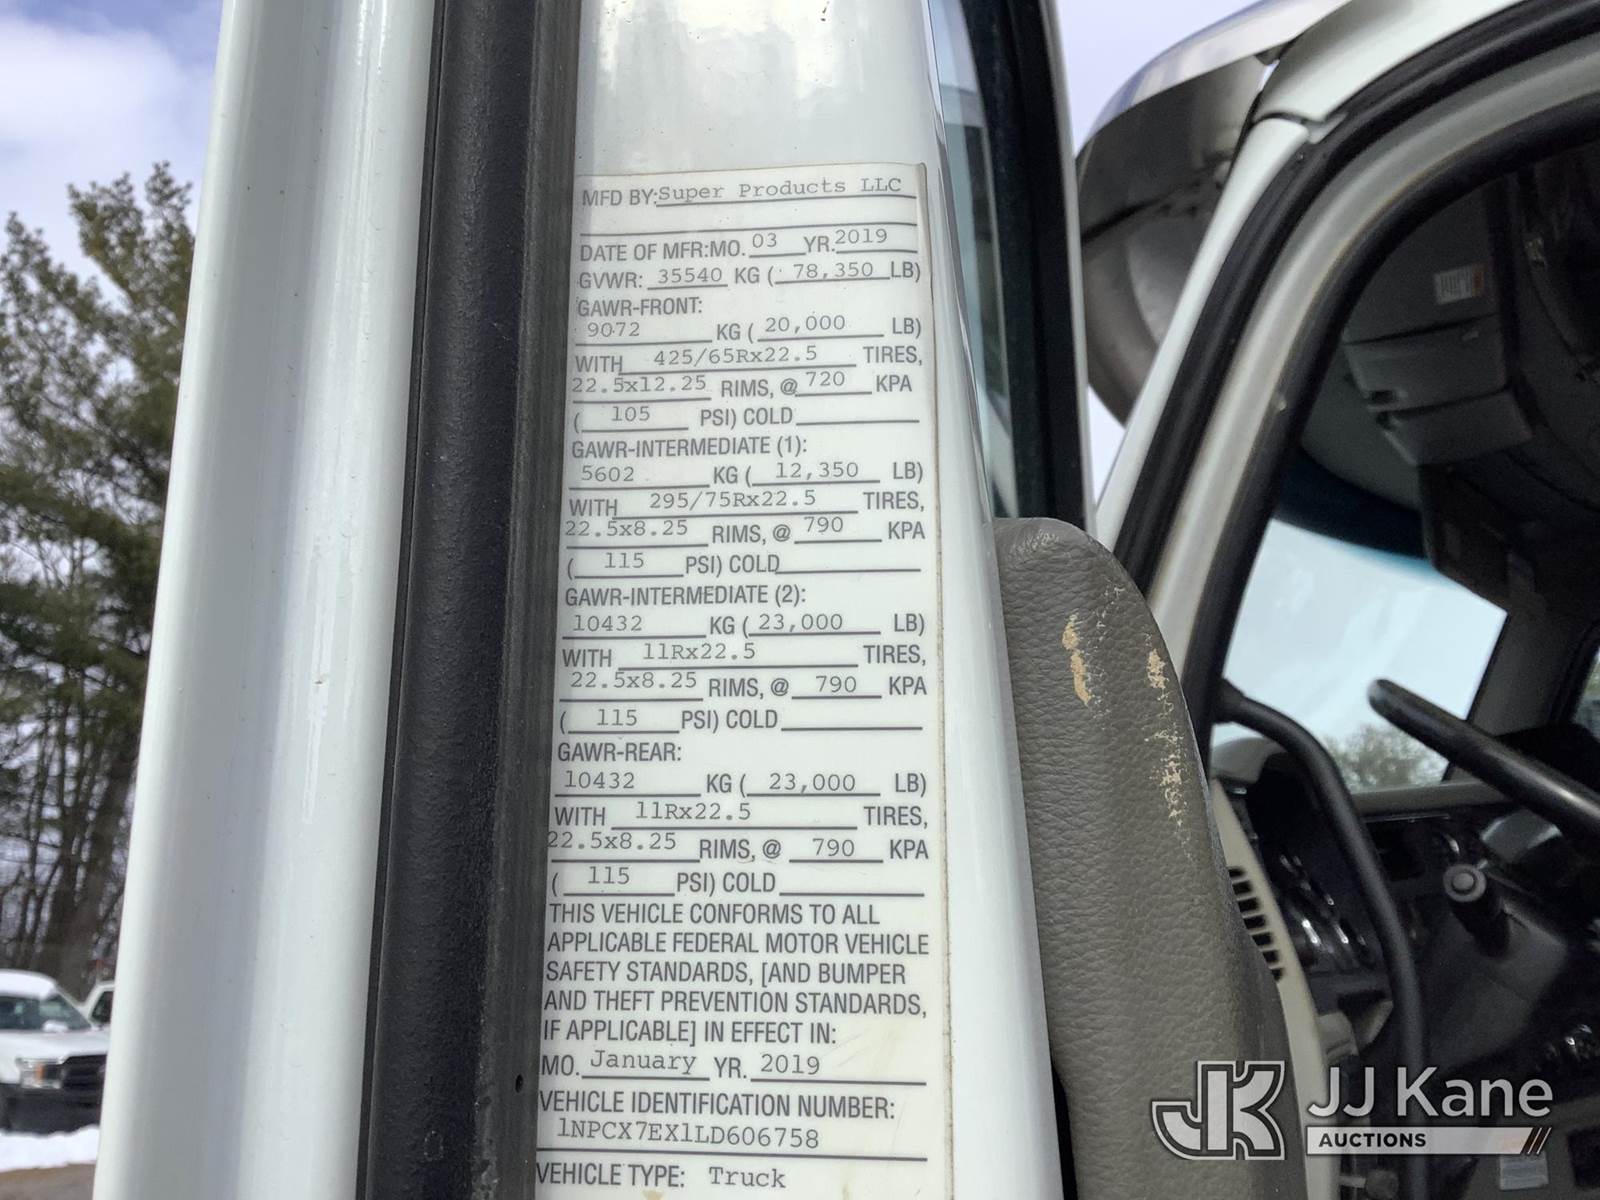 MFD BY: Super Products LLC
DATE OF MFR: MO. 03 YR. 2019
GVWR: 35540 KG ( 78,350 LB)
GAWR-FRONT:
9072 KG ( 20,000 LB)
WITH 425/65Rx22.5 TIRES,
22.5x12.25 RIMS, @ 720 KPA
( 105 PSI) COLD
GAWR-INTERMEDIATE (1):
5602 KG ( 12,350 LB)
WITH 295/75Rx22.5 TIRES,
22.5x8.25 RIMS, @ 790 KPA
( 115 PSI) COLD
GAWR-INTERMEDIATE (2):
10432 KG ( 23,000 LB)
WITH 11Rx22.5 TIRES,
22.5x8.25 RIMS, @ 790 KPA
( 115 PSI) COLD
GAWR-REAR:
10432 KG ( 23,000 LB)
WITH 11Rx22.5 TIRES,
22.5x8.25 RIMS, @ 790 KPA
( 115 PSI) COLD
THIS VEHICLE CONFORMS TO ALL
APPLICABLE FEDERAL MOTOR VEHICLE
SAFETY STANDARDS, [AND BUMPER
AND THEFT PREVENTION STANDARDS,
IF APPLICABLE] IN EFFECT IN:
MO. January YR. 2019
VEHICLE IDENTIFICATION NUMBER:
1NPCX7EX1LD606758
VEHICLE TYPE: Truck
JK JJ Kane
AUCTIONS